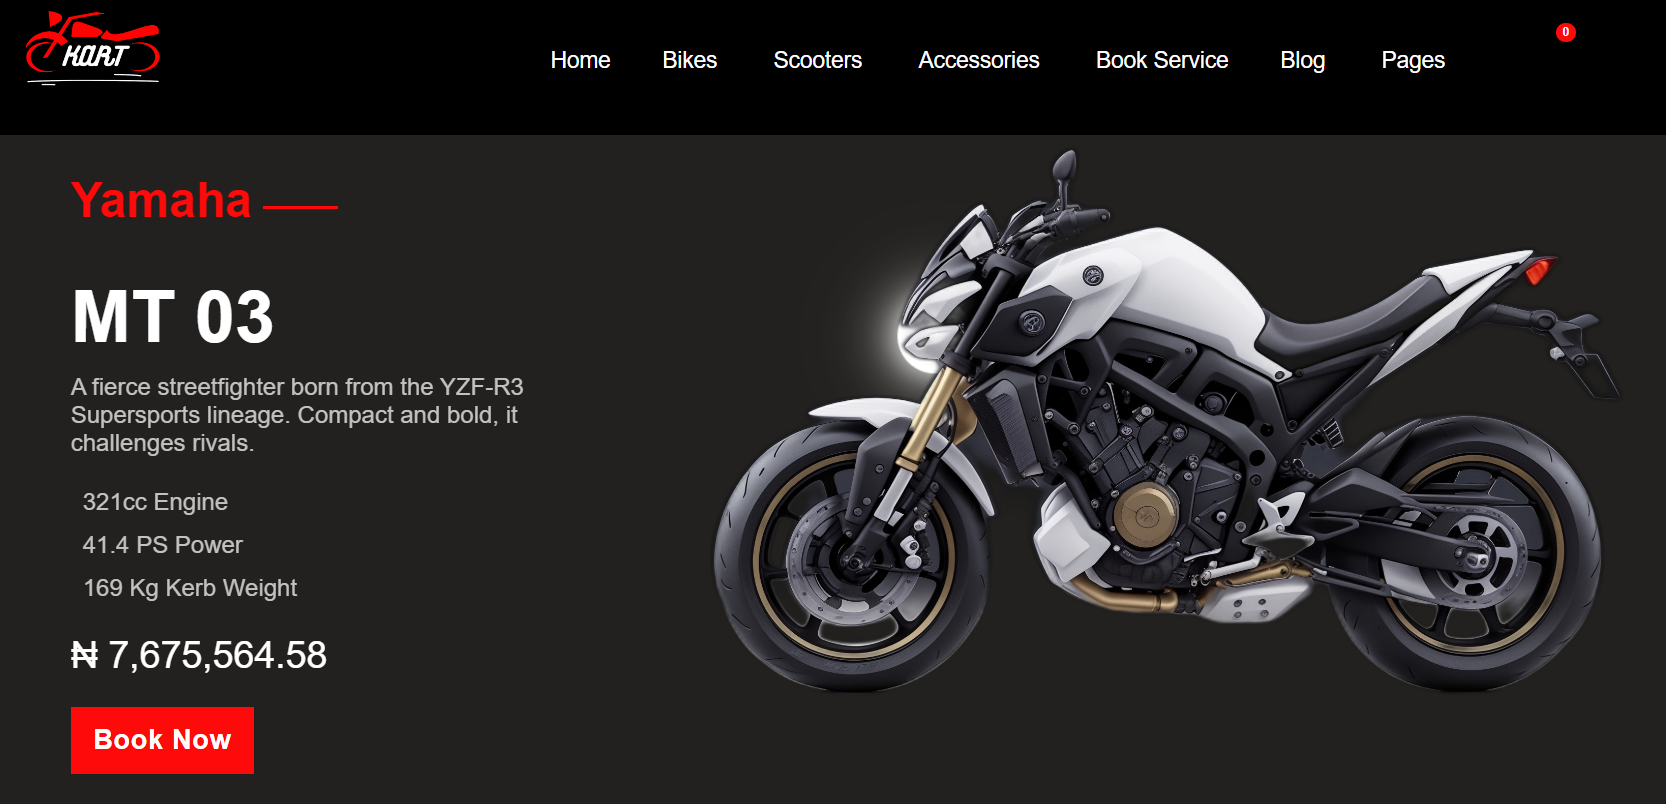 KART
Home Bikes Scooters Accessories Book Service Blog Pages
0
Yamaha
MT 03
A fierce streetfighter born from the YZF-R3
Supersports lineage. Compact and bold, it
challenges rivals.
321cc Engine
41.4 PS Power
169 Kg Kerb Weight
₦ 7,675,564.58
Book Now